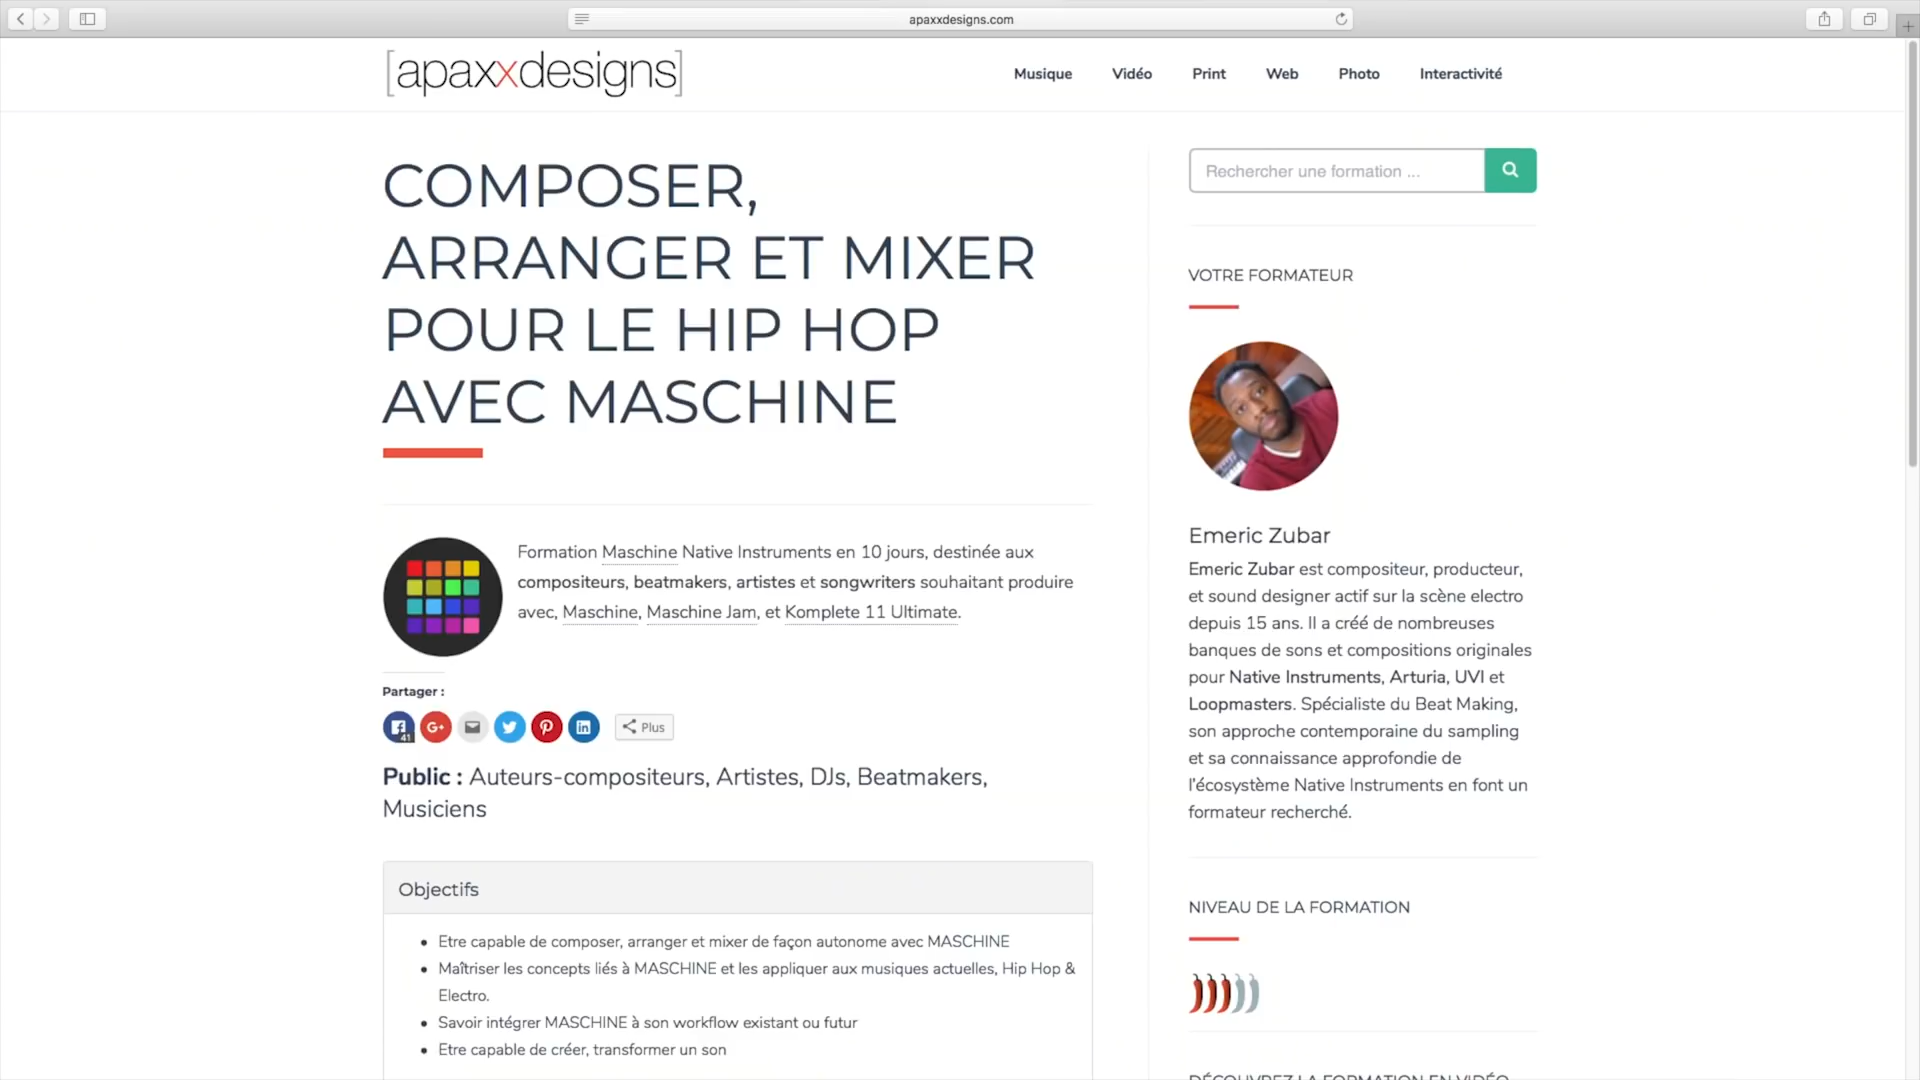 apaxxdesigns.com
[apaxxdesigns]
Musique Vidéo Print Web Photo Interactivité
COMPOSER,
ARRANGER ET MIXER
POUR LE HIP HOP
AVEC MASCHINE
Formation Maschine Native Instruments en 10 jours, destinée aux
compositeurs, beatmakers, artistes et songwriters souhaitant produire
avec, Maschine, Maschine Jam, et Komplete 11 Ultimate.
Partager :
41
G+
Plus
Public : Auteurs-compositeurs, Artistes, DJs, Beatmakers,
Musiciens
Objectifs
• Etre capable de composer, arranger et mixer de façon autonome avec MASCHINE
• Maîtriser les concepts liés à MASCHINE et les appliquer aux musiques actuelles, Hip Hop &
Electro.
• Savoir intégrer MASCHINE à son workflow existant ou futur
• Etre capable de créer, transformer un son
Rechercher une formation ...
VOTRE FORMATEUR
Emeric Zubar
Emeric Zubar est compositeur, producteur,
et sound designer actif sur la scène electro
depuis 15 ans. Il a créé de nombreuses
banques de sons et compositions originales
pour Native Instruments, Arturia, UVI et
Loopmasters. Spécialiste du Beat Making,
son approche contemporaine du sampling
et sa connaissance approfondie de
l'écosystème Native Instruments en font un
formateur recherché.
NIVEAU DE LA FORMATION
DÉCOUVREZ LA FORMATION EN VIDÉO